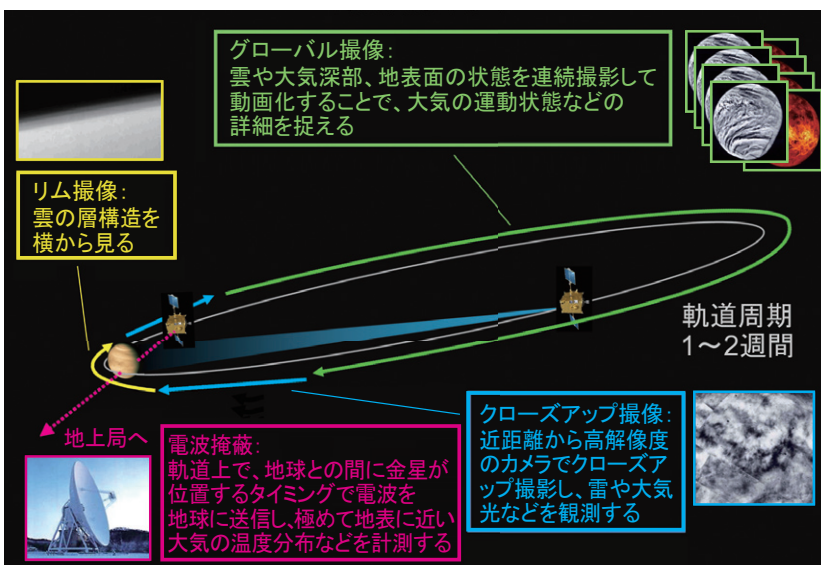 グローバル撮像:
雲や大気深部、地表面の状態を連続撮影して
動画化することで、大気の運動状態などの
詳細を捉える
リム撮像:
雲の層構造を
横から見る
軌道周期
1〜2週間
地上局へ
電波掩蔽:
軌道上で、地球との間に金星が
位置するタイミングで電波を
地球に送信し、極めて地表に近い
大気の温度分布などを計測する
クローズアップ撮像:
近距離から高解像度
のカメラでクローズア
ップ撮影し、雷や大気
光などを観測する